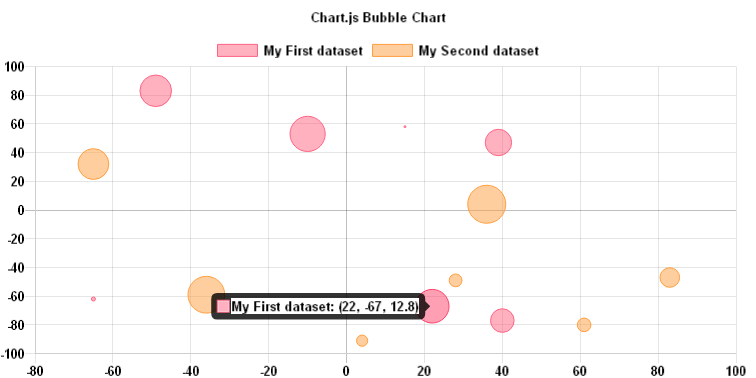 Chart.js Bubble Chart
My First dataset My Second dataset
100
80
60
40
20
0
-20
-40
-60
My First dataset: (22, -67, 12.8)
-80
-100
-80 -60 -40 -20 0 20 40 60 80 100